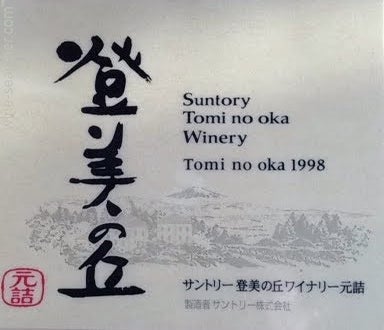 登美の丘
Suntory
Tomi no oka
Winery
Tomi no oka 1998
元詰
サントリー登美の丘ワイナリー元詰
製造者サントリー株式会社